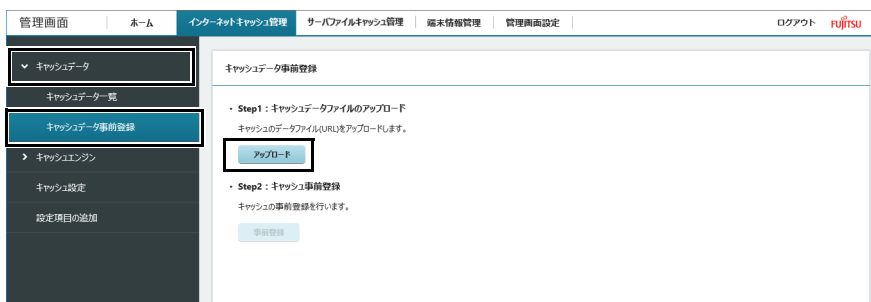 管理画面 ホーム インターネットキャッシュ管理 サーバファイルキャッシュ管理 端末情報管理 管理画面設定 ログアウト FUJITSU
キャッシュデータ
キャッシュデータ一覧
キャッシュデータ事前登録
キャッシュエンジン
キャッシュ設定
設定項目の追加
キャッシュデータ事前登録
・ Step1：キャッシュデータファイルのアップロード
キャッシュのデータファイル(URL)をアップロードします。
アップロード
・ Step2：キャッシュ事前登録
キャッシュの事前登録を行います。
事前登録